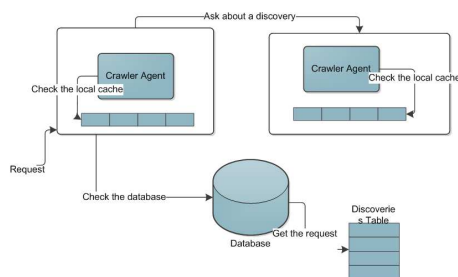 Ask about a discovery
Crawler Agent
Check the local cache
Crawler Agent
Check the local cache
Request
Check the database
Database
Get the request
Discoverie
s Table